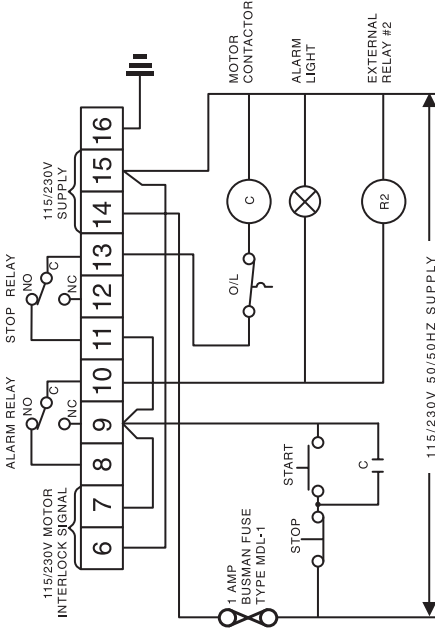 115/230V MOTOR
INTERLOCK SIGNAL
ALARM RELAY
NO
C
NC
STOP RELAY
NO
C
NC
115/230V
SUPPLY
6 7 8 9 10 11 12 13 14 15 16
1 AMP
BUSMAN FUSE
TYPE MDL-1
STOP
START
C
O/L
C
MOTOR
CONTACTOR
ALARM
LIGHT
R2
EXTERNAL
RELAY #2
115/230V 50/50HZ SUPPLY